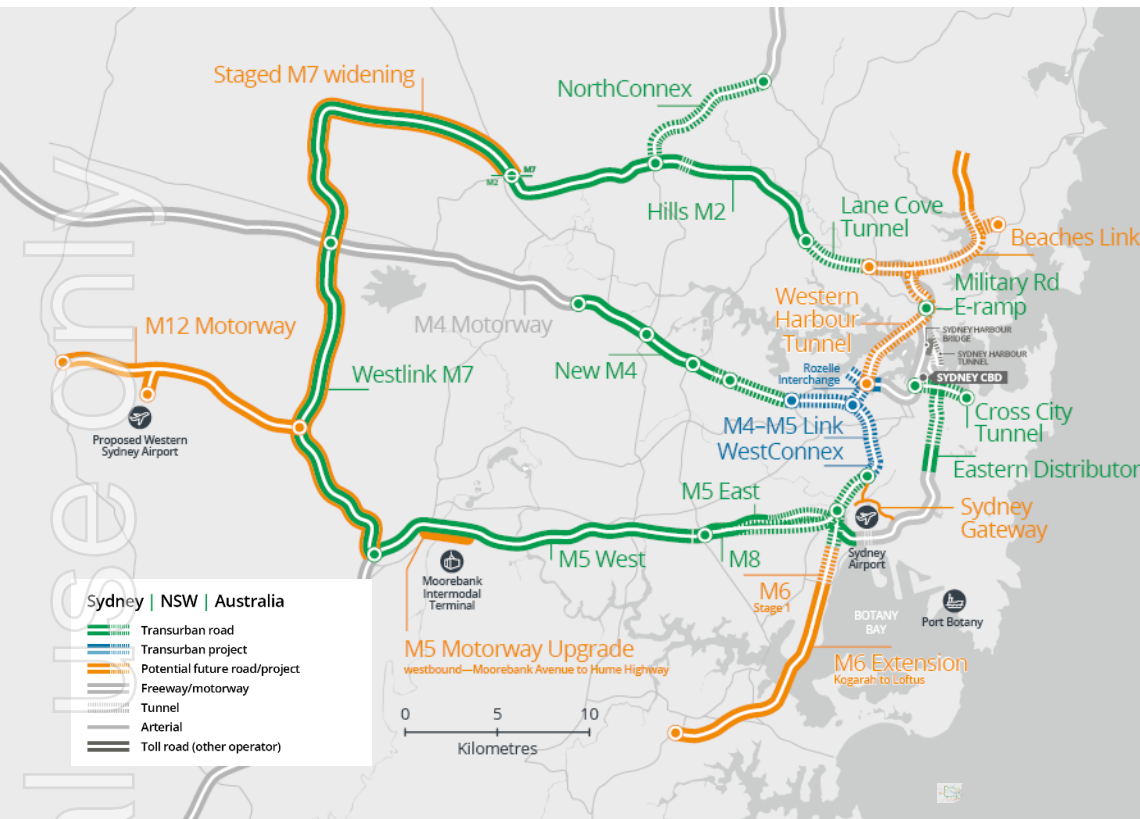 Staged M7 widening
NorthConnex
M7
M2
Hills M2
Lane Cove
Tunnel
Beaches Link
Military Rd
E-ramp
Western
Harbour
Tunnel
SYDNEY HARBOUR
BRIDGE
SYDNEY HARBOUR
TUNNEL
SYDNEY CBD
M12 Motorway
M4 Motorway
Westlink M7
New M4
Rozelle
Interchange
M4–M5 Link
WestConnex
Cross City
Tunnel
Eastern Distributor
Proposed Western
Sydney Airport
M5 East
Sydney
Gateway
M5 West
M8
Sydney
Airport
Moorebank
Intermodal
Terminal
M6
Stage 1
BOTANY
BAY
Port Botany
M5 Motorway Upgrade
westbound—Moorebank Avenue to Hume Highway
M6 Extension
Kogarah to Loftus
Sydney | NSW | Australia
Transurban road
Transurban project
Potential future road/project
Freeway/motorway
Tunnel
Arterial
Toll road (other operator)
0 5 10
Kilometres
al use only